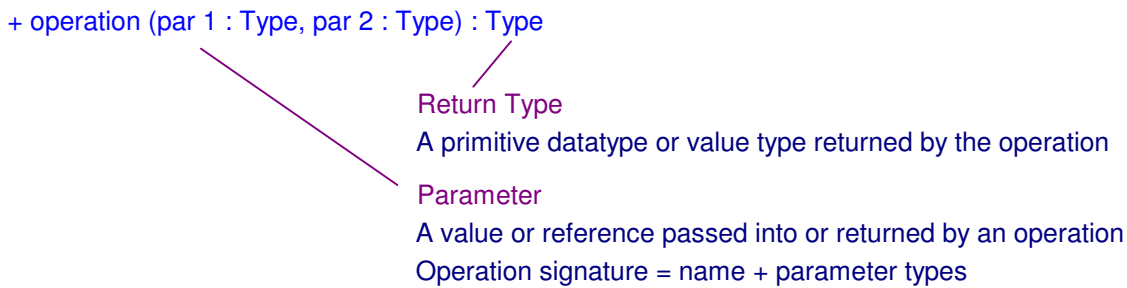 + operation (par 1 : Type, par 2 : Type) : Type
Return Type
A primitive datatype or value type returned by the operation
Parameter
A value or reference passed into or returned by an operation
Operation signature = name + parameter types